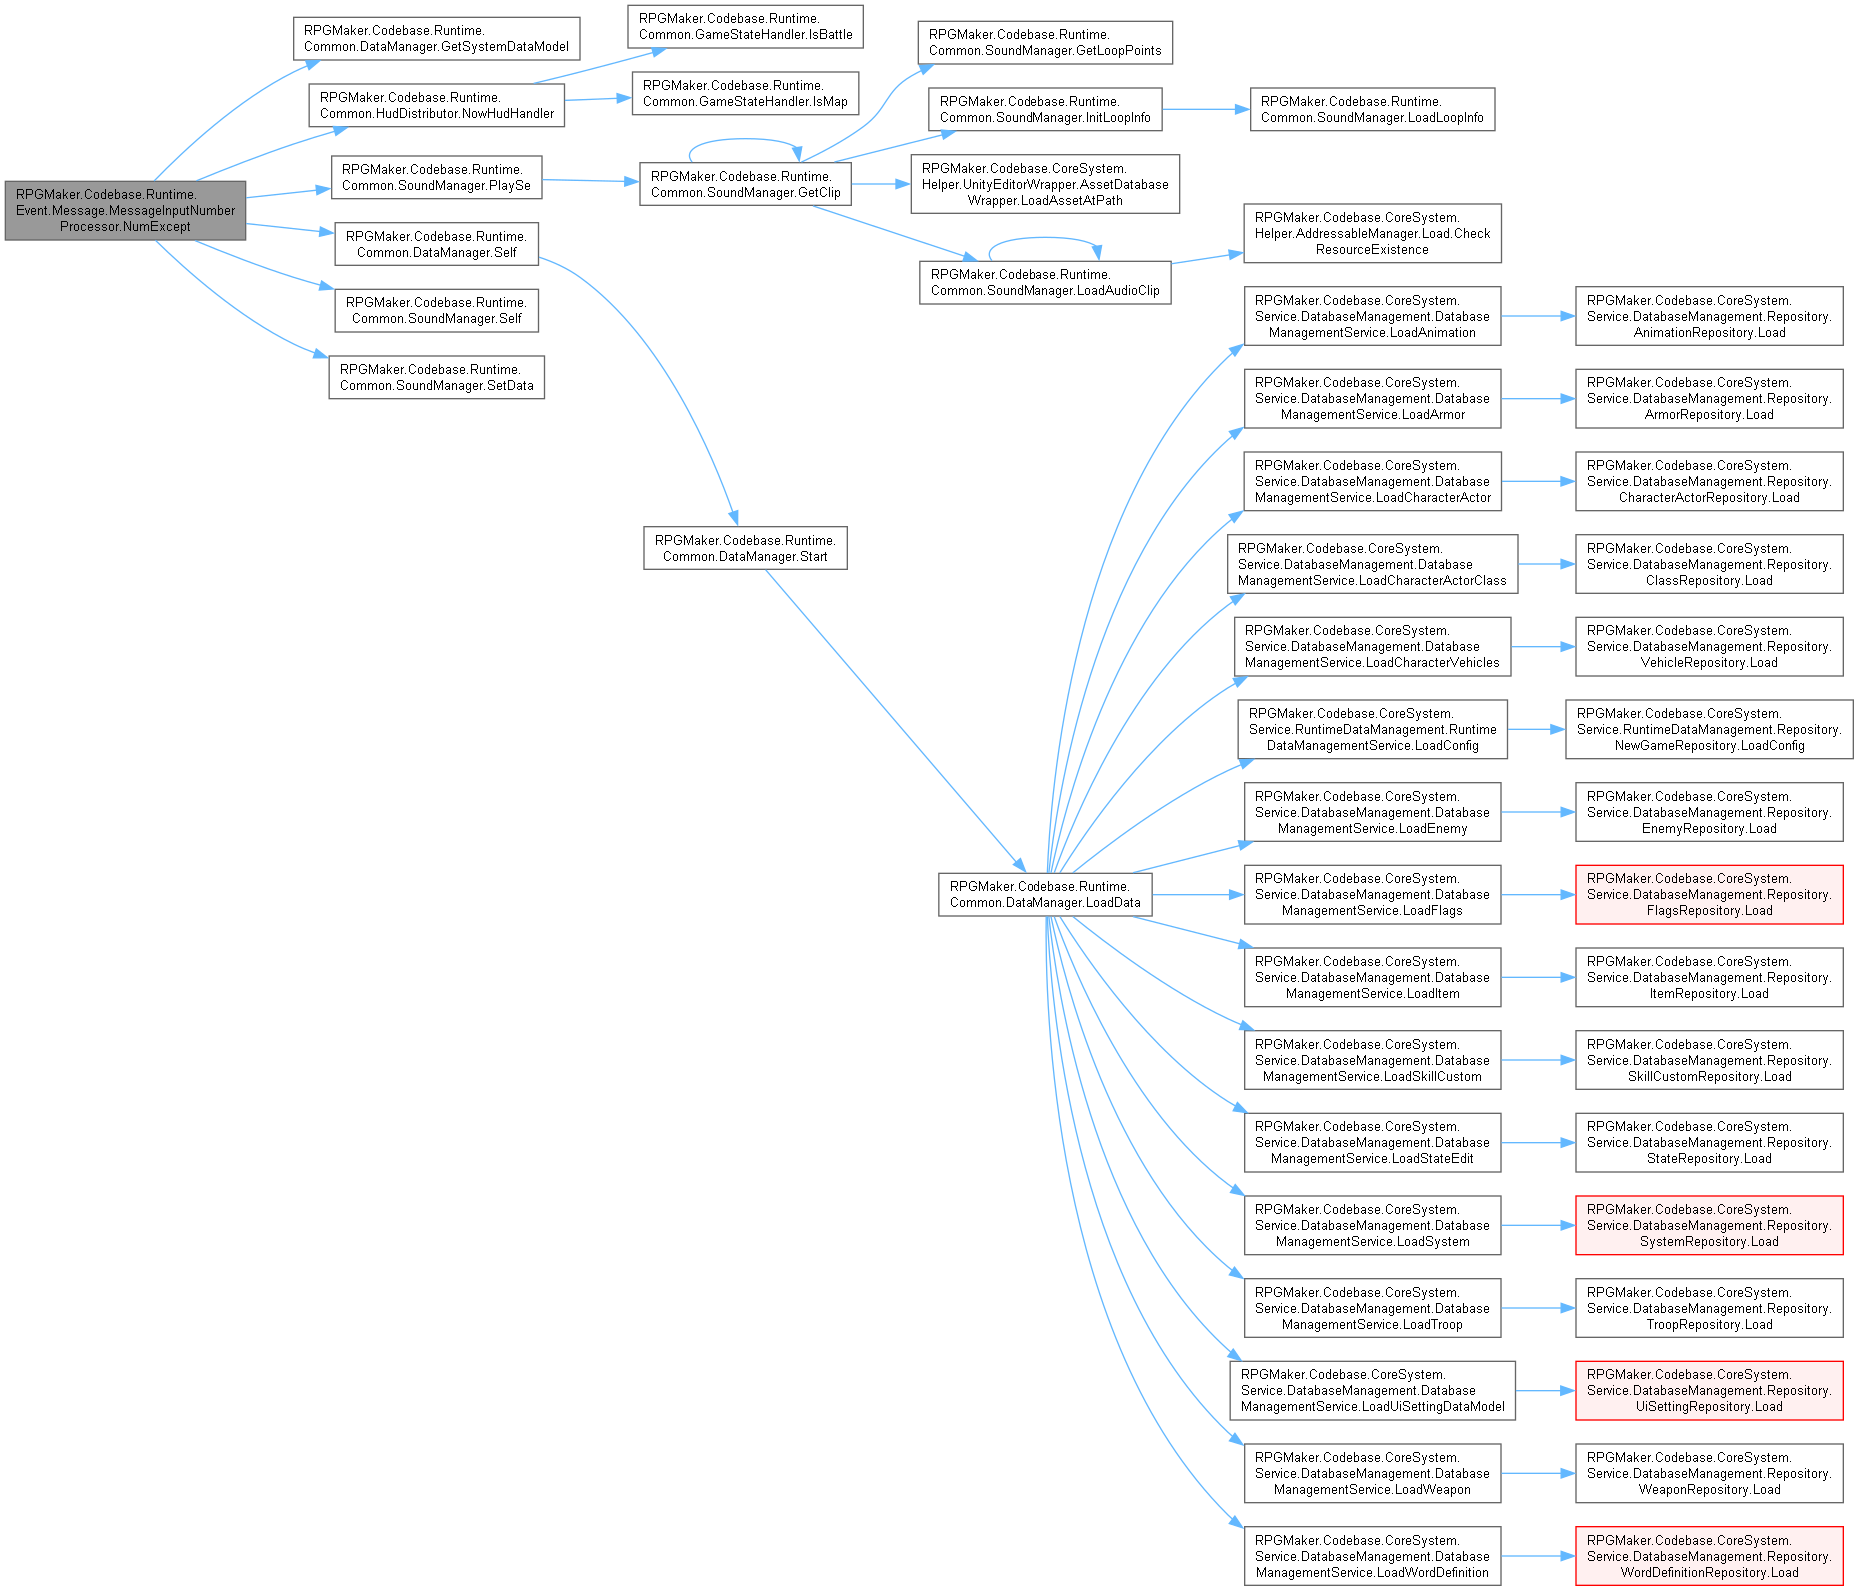 RPGMaker.Codebase.Runtime.
Event.Message.MessageInputNumber
Processor.NumExcept
RPGMaker.Codebase.Runtime.
Common.DataManager.GetSystemDataModel
RPGMaker.Codebase.Runtime.
Common.HudDistributor.NowHudHandler
RPGMaker.Codebase.Runtime.
Common.SoundManager.PlaySe
RPGMaker.Codebase.Runtime.
Common.DataManager.Self
RPGMaker.Codebase.Runtime.
Common.SoundManager.Self
RPGMaker.Codebase.Runtime.
Common.SoundManager.SetData
RPGMaker.Codebase.Runtime.
Common.GameStateHandler.IsBattle
RPGMaker.Codebase.Runtime.
Common.GameStateHandler.IsMap
RPGMaker.Codebase.Runtime.
Common.SoundManager.GetClip
RPGMaker.Codebase.Runtime.
Common.DataManager.Start
RPGMaker.Codebase.Runtime.
Common.SoundManager.GetLoopPoints
RPGMaker.Codebase.Runtime.
Common.SoundManager.InitLoopInfo
RPGMaker.Codebase.CoreSystem.
Helper.UnityEditorWrapper.AssetDatabase
Wrapper.LoadAssetAtPath
RPGMaker.Codebase.Runtime.
Common.SoundManager.LoadAudioClip
RPGMaker.Codebase.Runtime.
Common.DataManager.LoadData
RPGMaker.Codebase.Runtime.
Common.SoundManager.LoadLoopInfo
RPGMaker.Codebase.CoreSystem.
Helper.AddressableManager.Load.Check
ResourceExistence
RPGMaker.Codebase.CoreSystem.
Service.DatabaseManagement.Database
ManagementService.LoadAnimation
RPGMaker.Codebase.CoreSystem.
Service.DatabaseManagement.Repository.
AnimationRepository.Load
RPGMaker.Codebase.CoreSystem.
Service.DatabaseManagement.Database
ManagementService.LoadArmor
RPGMaker.Codebase.CoreSystem.
Service.DatabaseManagement.Repository.
ArmorRepository.Load
RPGMaker.Codebase.CoreSystem.
Service.DatabaseManagement.Database
ManagementService.LoadCharacterActor
RPGMaker.Codebase.CoreSystem.
Service.DatabaseManagement.Repository.
CharacterActorRepository.Load
RPGMaker.Codebase.CoreSystem.
Service.DatabaseManagement.Database
ManagementService.LoadCharacterActorClass
RPGMaker.Codebase.CoreSystem.
Service.DatabaseManagement.Repository.
ClassRepository.Load
RPGMaker.Codebase.CoreSystem.
Service.DatabaseManagement.Database
ManagementService.LoadCharacterVehicles
RPGMaker.Codebase.CoreSystem.
Service.DatabaseManagement.Repository.
VehicleRepository.Load
RPGMaker.Codebase.CoreSystem.
Service.RuntimeDataManagement.Runtime
DataManagementService.LoadConfig
RPGMaker.Codebase.CoreSystem.
Service.RuntimeDataManagement.Repository.
NewGameRepository.LoadConfig
RPGMaker.Codebase.CoreSystem.
Service.DatabaseManagement.Database
ManagementService.LoadEnemy
RPGMaker.Codebase.CoreSystem.
Service.DatabaseManagement.Repository.
EnemyRepository.Load
RPGMaker.Codebase.CoreSystem.
Service.DatabaseManagement.Database
ManagementService.LoadFlags
RPGMaker.Codebase.CoreSystem.
Service.DatabaseManagement.Repository.
FlagsRepository.Load
RPGMaker.Codebase.CoreSystem.
Service.DatabaseManagement.Database
ManagementService.LoadItem
RPGMaker.Codebase.CoreSystem.
Service.DatabaseManagement.Repository.
ItemRepository.Load
RPGMaker.Codebase.CoreSystem.
Service.DatabaseManagement.Database
ManagementService.LoadSkillCustom
RPGMaker.Codebase.CoreSystem.
Service.DatabaseManagement.Repository.
SkillCustomRepository.Load
RPGMaker.Codebase.CoreSystem.
Service.DatabaseManagement.Database
ManagementService.LoadStateEdit
RPGMaker.Codebase.CoreSystem.
Service.DatabaseManagement.Repository.
StateRepository.Load
RPGMaker.Codebase.CoreSystem.
Service.DatabaseManagement.Database
ManagementService.LoadSystem
RPGMaker.Codebase.CoreSystem.
Service.DatabaseManagement.Repository.
SystemRepository.Load
RPGMaker.Codebase.CoreSystem.
Service.DatabaseManagement.Database
ManagementService.LoadTroop
RPGMaker.Codebase.CoreSystem.
Service.DatabaseManagement.Repository.
TroopRepository.Load
RPGMaker.Codebase.CoreSystem.
Service.DatabaseManagement.Database
ManagementService.LoadUiSettingDataModel
RPGMaker.Codebase.CoreSystem.
Service.DatabaseManagement.Repository.
UiSettingRepository.Load
RPGMaker.Codebase.CoreSystem.
Service.DatabaseManagement.Database
ManagementService.LoadWeapon
RPGMaker.Codebase.CoreSystem.
Service.DatabaseManagement.Repository.
WeaponRepository.Load
RPGMaker.Codebase.CoreSystem.
Service.DatabaseManagement.Database
ManagementService.LoadWordDefinition
RPGMaker.Codebase.CoreSystem.
Service.DatabaseManagement.Repository.
WordDefinitionRepository.Load